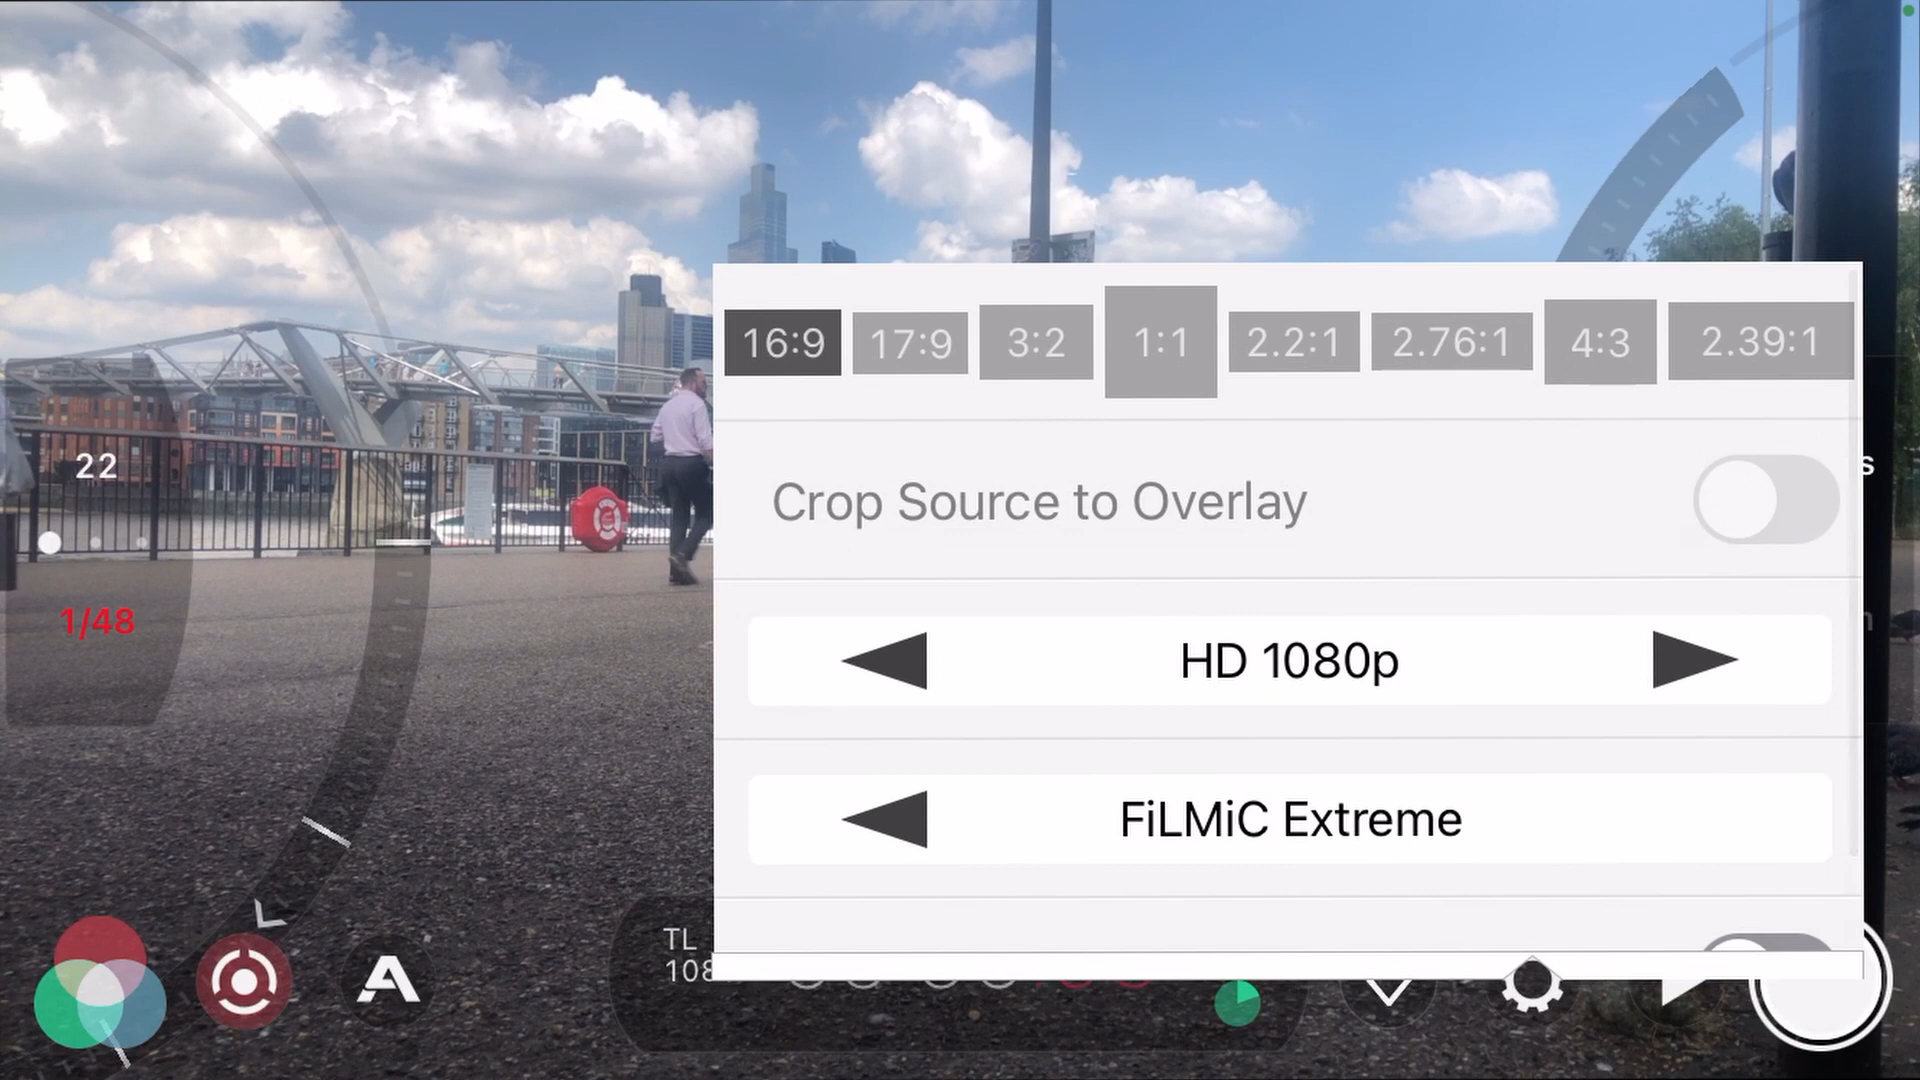 16:9 17:9 3:2 1:1 2.2:1 2.76:1 4:3 2.39:1
Crop Source to Overlay
22
s
1/48
HD 1080p
FiLMiC Extreme
TL
108